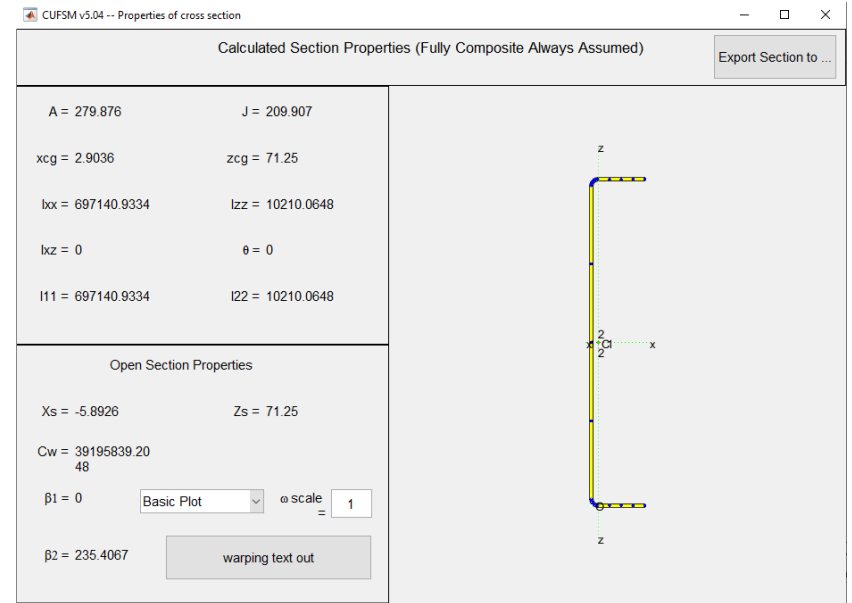 CUFSM v5.04 -- Properties of cross section
Calculated Section Properties (Fully Composite Always Assumed)
Export Section to ...
A = 279.876
J = 209.907
xcg = 2.9036
zcg = 71.25
Ixx = 697140.9334
Izz = 10210.0648
Ixz = 0
θ = 0
I11 = 697140.9334
I22 = 10210.0648
Open Section Properties
Xs = -5.8926
Zs = 71.25
Cw = 39195839.20
48
β1 = 0
Basic Plot
ω scale
=
1
β2 = 235.4067
warping text out
z
2
x
x
2
z